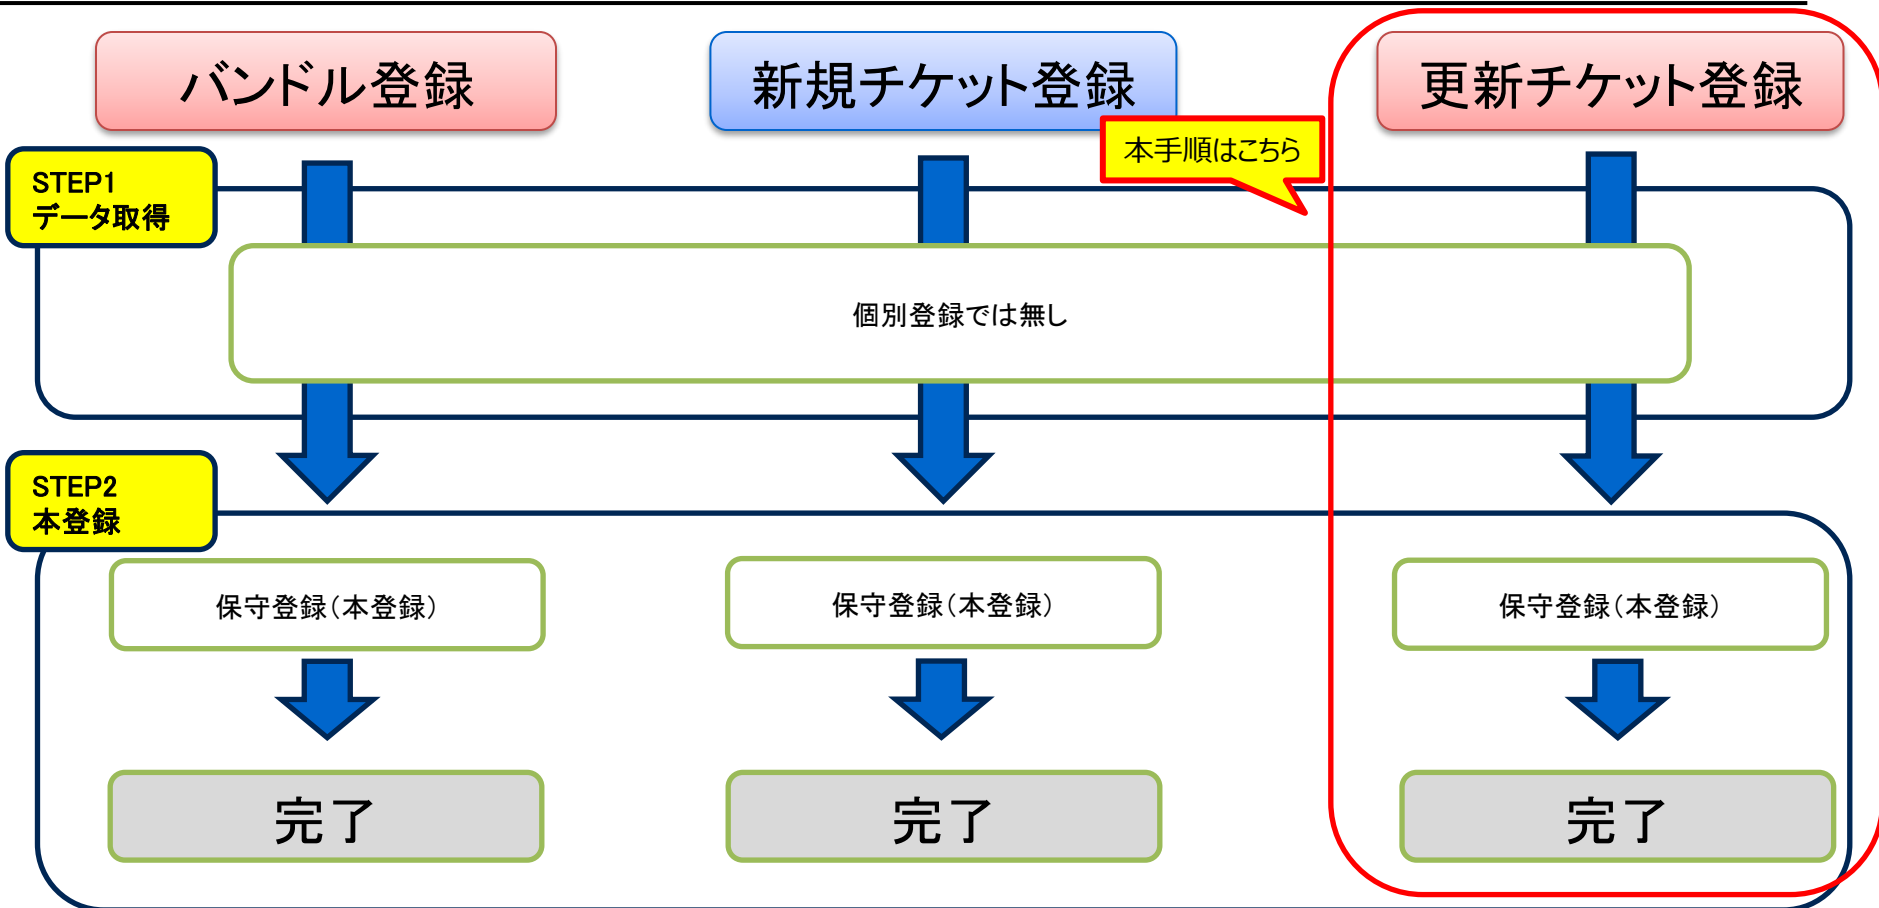 バンドル登録
新規チケット登録
更新チケット登録
本手順はこちら
STEP1
データ取得
個別登録では無し
STEP2
本登録
保守登録(本登録)
保守登録(本登録)
保守登録(本登録)
完了
完了
完了